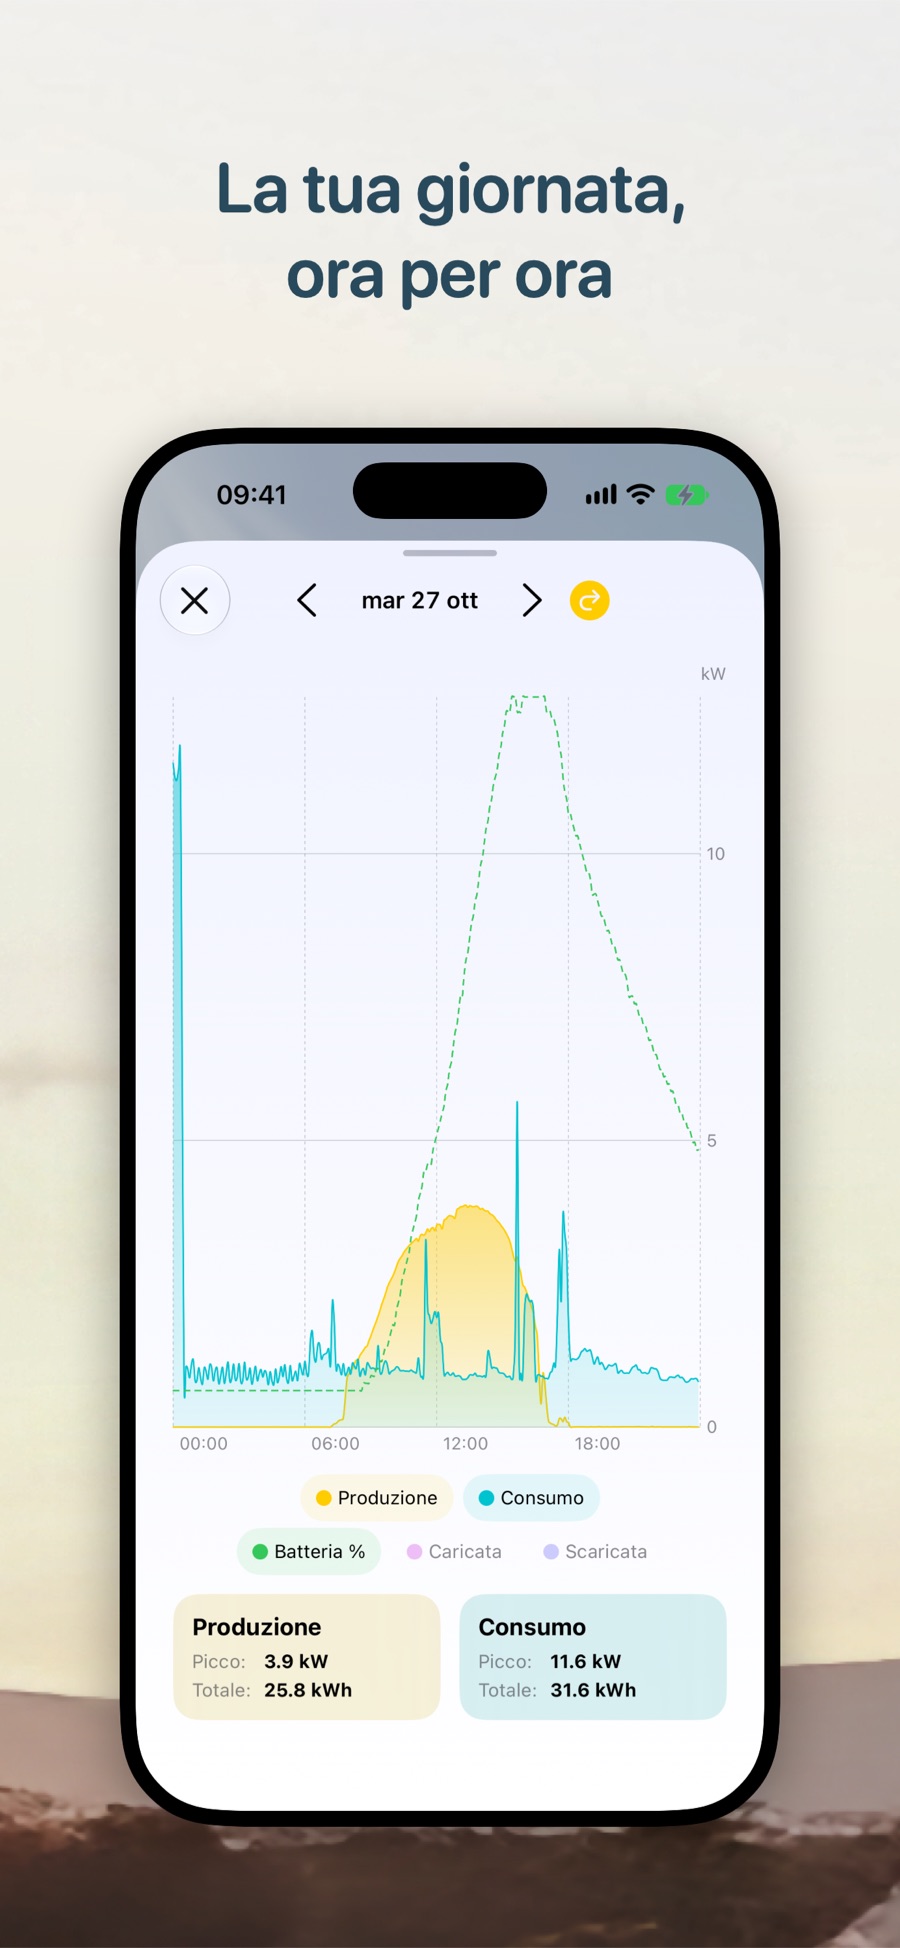 La tua giornata,
ora per ora
09:41
mar 27 ott
kW
10
5
0
00:00 06:00 12:00 18:00
Produzione Consumo
Batteria % Caricata Scaricata
Produzione
Picco: 3.9 kW
Totale: 25.8 kWh
Consumo
Picco: 11.6 kW
Totale: 31.6 kWh